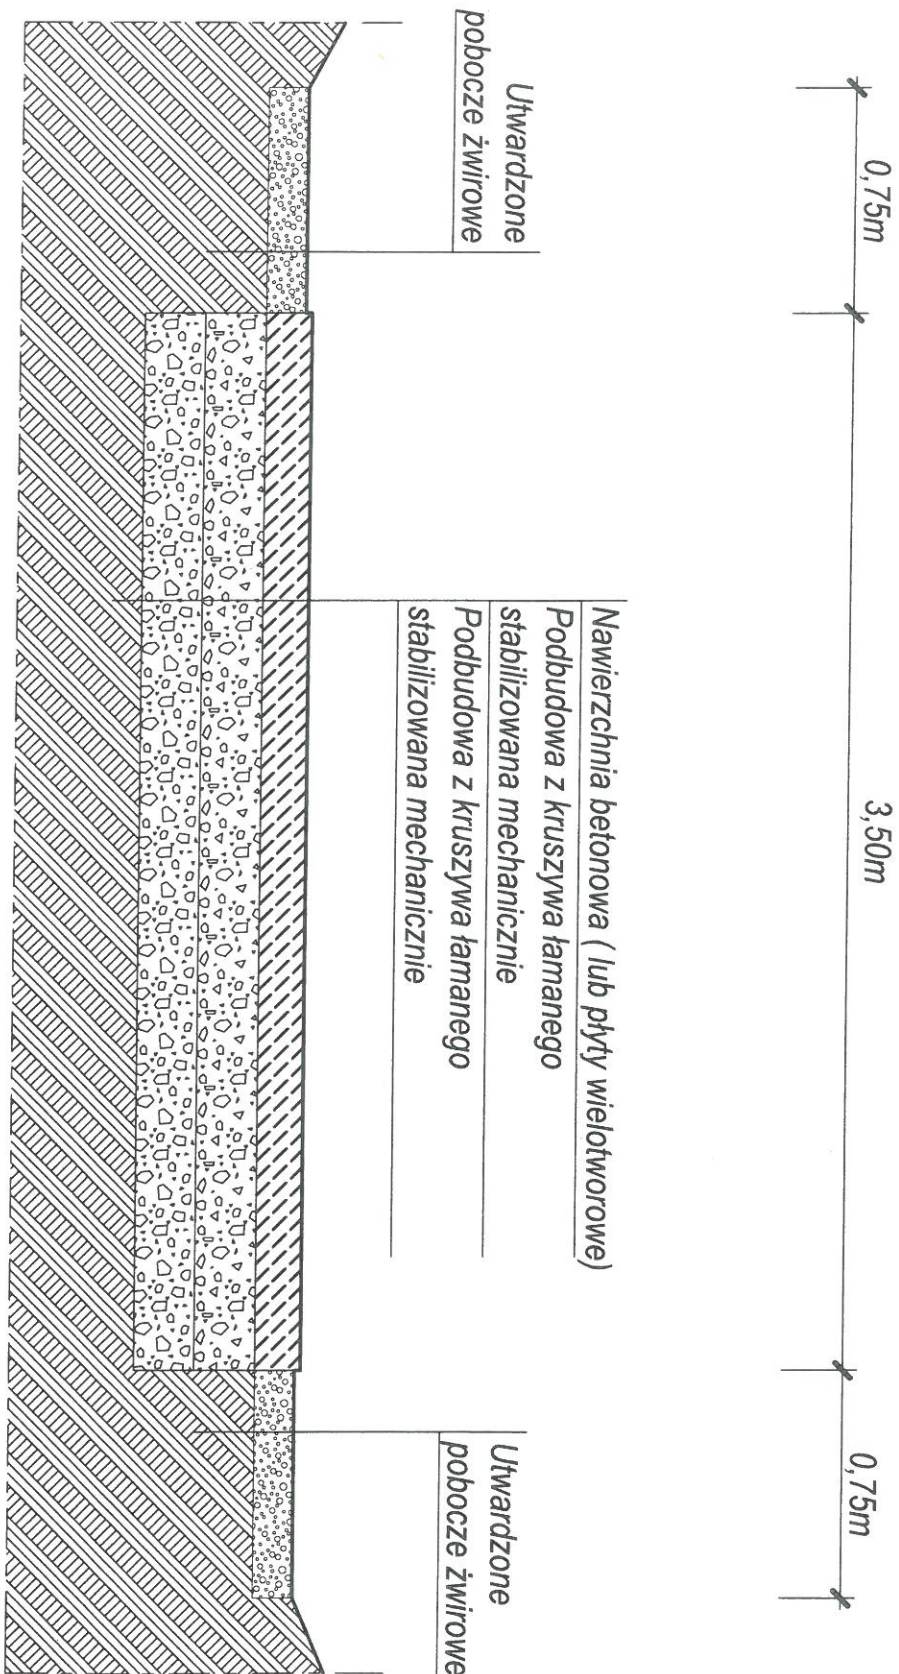 0,75m
3,50m
0,75m
Nawierzchnia betonowa ( lub płyty wielotworowe)
Podbudowa z kruszywa łamanego
stabilizowana mechanicznie
Podbudowa z kruszywa łamanego
stabilizowana mechanicznie
Utwardzone
pobocze żwirowe
Utwardzone
pobocze żwirowe